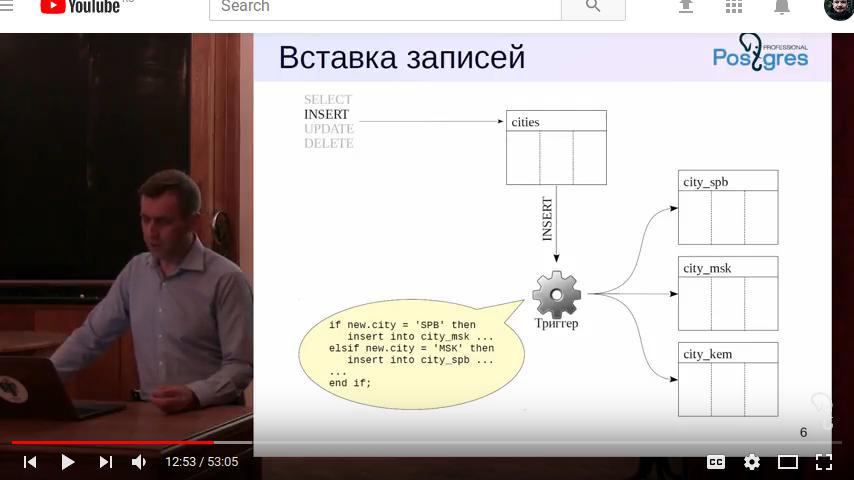 YouTube
Search
Вставка записей
PROFESSIONAL
Postgres
SELECT
INSERT
UPDATE
DELETE
cities
INSERT
city_spb
city_msk
city_kem
Триггер
if new.city = 'SPB' then
insert into city_msk ...
elsif new.city = 'MSK' then
insert into city_spb ...
...
end if;
6
12:53 / 53:05
CC